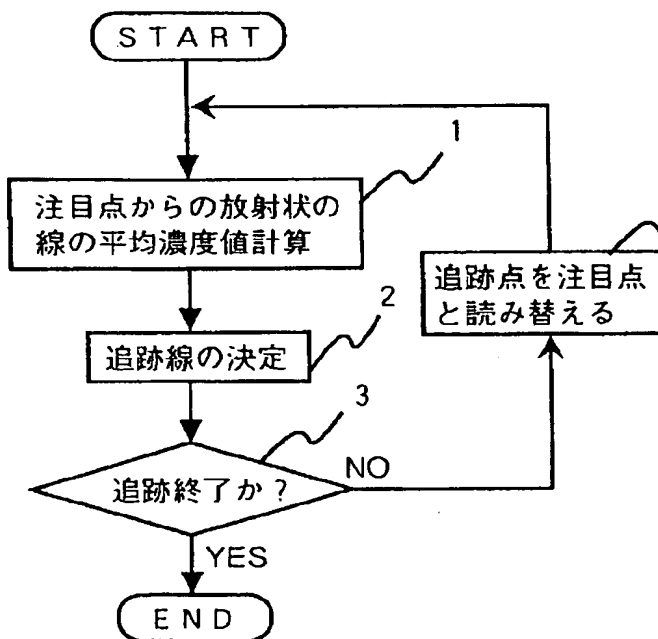 START
1
注目点からの放射状の
線の平均濃度値計算
追跡点を注目点
と読み替える
2
追跡線の決定
3
追跡終了か?
NO
YES
END